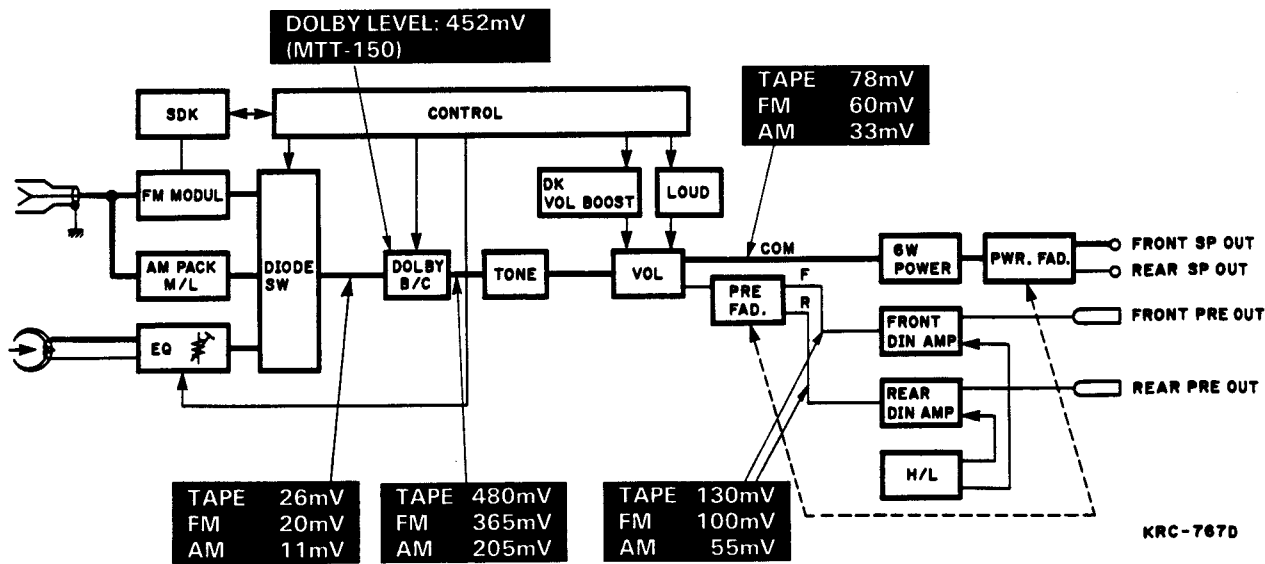 DOLBY LEVEL: 452mV
(MTT-150)
TAPE 78mV
FM 60mV
AM 33mV
SDK
CONTROL
FM MODUL
DIODE
SW
DK
VOL BOOST
LOUD
AM PACK
M/L
DOLBY
B/C
TONE
VOL
COM
6W
POWER
PWR. FAD.
FRONT SP OUT
REAR SP OUT
PRE
FAD.
F
R
EQ
FRONT
DIN AMP
FRONT PRE OUT
REAR
DIN AMP
REAR PRE OUT
H/L
TAPE 26mV
FM 20mV
AM 11mV
TAPE 480mV
FM 365mV
AM 205mV
TAPE 130mV
FM 100mV
AM 55mV
KRC-767D